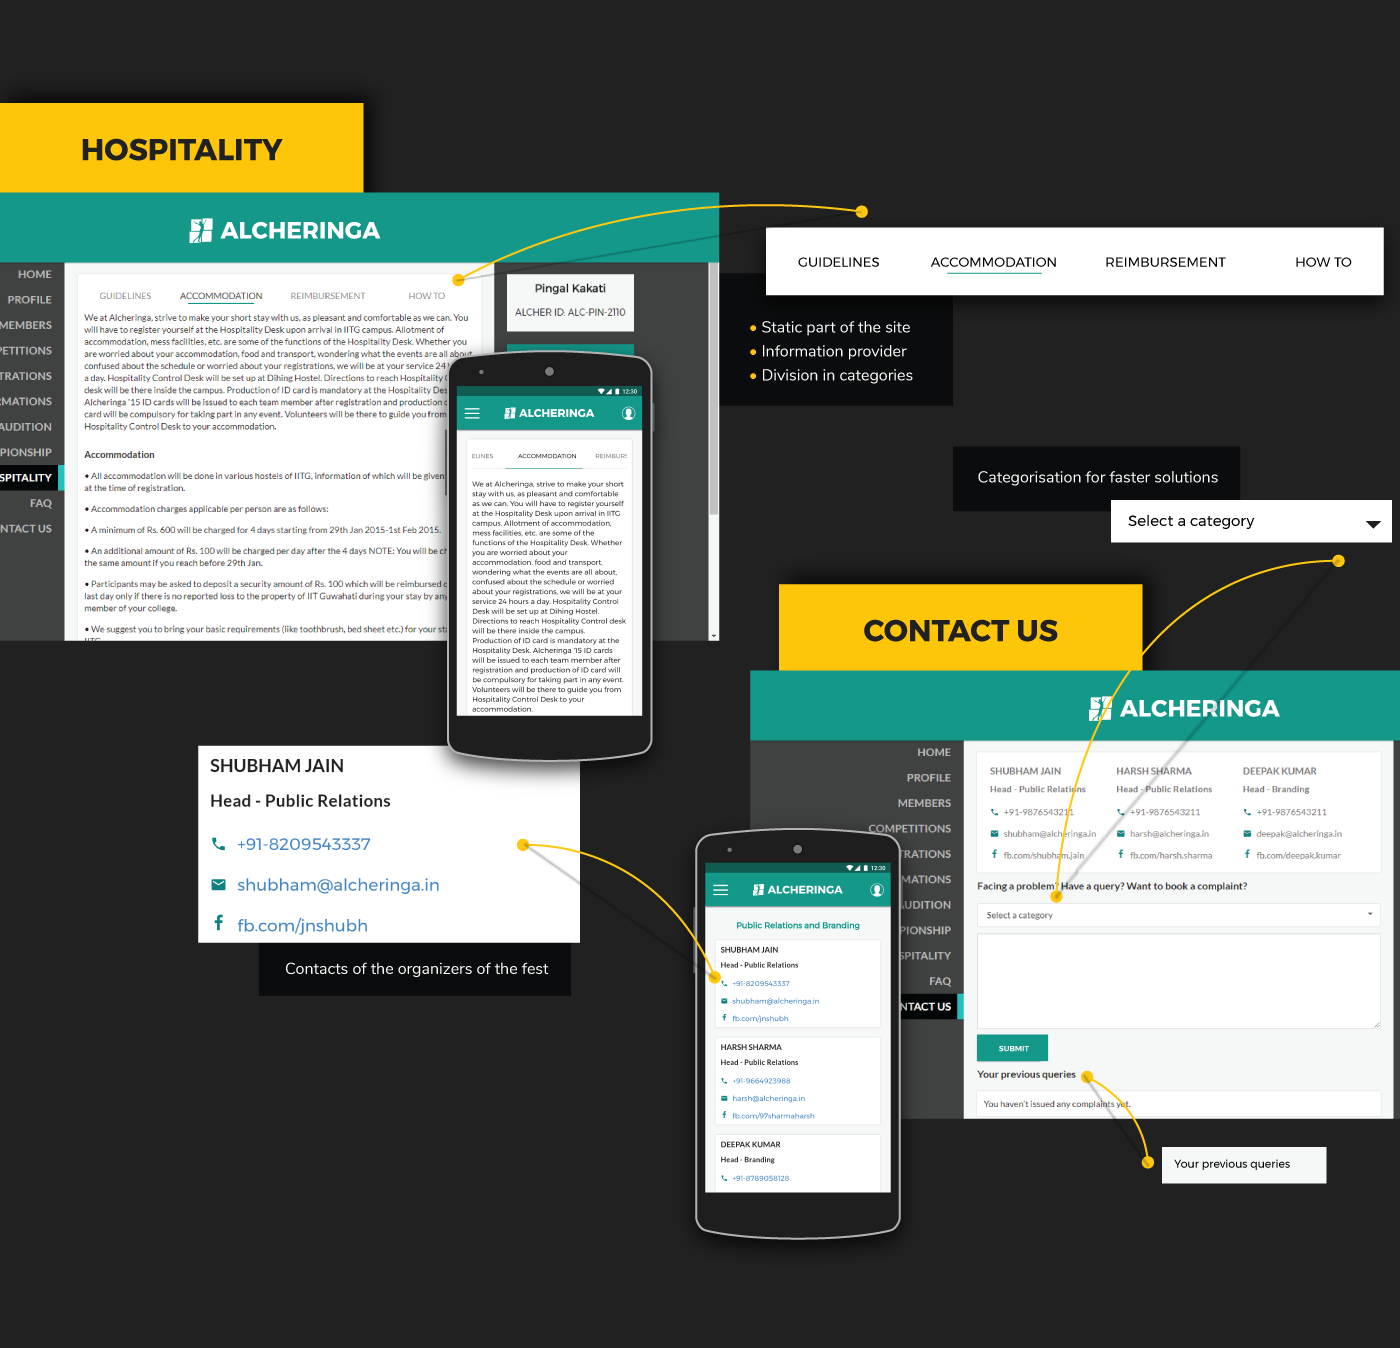 HOSPITALITY
ALCHERINGA
HOME
PROFILE
MEMBERS
PETITIONS
TRATIONS
RMATIONS
AUDITION
PIONSHIP
SPITALITY
FAQ
NTACT US
GUIDELINES ACCOMMODATION REIMBURSEMENT HOW TO
We at Alcheringa, strive to make your short stay with us, as pleasant and comfortable as we can. You
will have to register yourself at the Hospitality Desk upon arrival in IITG campus. Allotment of
accommodation, mess facilities, etc. are some of the functions of the Hospitality Desk. Whether you
are worried about your accommodation, food and transport, wondering what the events are all about,
confused about the schedule or worried about your registrations, we will be at your service 24
a day. Hospitality Control Desk will be set up at Dihing Hostel. Directions to reach Hospitality C
desk will be there inside the campus. Production of ID card is mandatory at the Hospitality Des
Alcheringa '15 ID cards will be issued to each team member after registration and production
card will be compulsory for taking part in any event. Volunteers will be there to guide you from
Hospitality Control Desk to your accommodation.
Accommodation
• All accommodation will be done in various hostels of IITG, information of which will be given
at the time of registration.
• Accommodation charges applicable per person are as follows:
• A minimum of Rs. 600 will be charged for 4 days starting from 29th Jan 2015-1st Feb 2015.
• An additional amount of Rs. 100 will be charged per day after the 4 days NOTE: You will be ch
the same amount if you reach before 29th Jan.
• Participants may be asked to deposit a security amount of Rs. 100 which will be reimbursed
last day only if there is no reported loss to the property of IIT Guwahati during your stay by any
member of your college.
• We suggest you to bring your basic requirements (like toothbrush, bed sheet etc.) for your sta
IITG.
Pingal Kakati
ALCHER ID: ALC-PIN-2110
12:30
ALCHERINGA
ELINES ACCOMMODATION REIMBURS
We at Alcheringa, strive to make your short
stay with us, as pleasant and comfortable
as we can. You will have to register yourself
at the Hospitality Desk upon arrival in IITG
campus. Allotment of accommodation,
mess facilities, etc. are some of the
functions of the Hospitality Desk. Whether
you are worried about your
accommodation, food and transport,
wondering what the events are all about,
confused about the schedule or worried
about your registrations, we will be at your
service 24 hours a day. Hospitality Control
Desk will be set up at Dihing Hostel.
Directions to reach Hospitality Control desk
will be there inside the campus.
Production of ID card is mandatory at the
Hospitality Desk. Alcheringa '15 ID cards
will be issued to each team member after
registration and production of ID card will
be compulsory for taking part in any event.
Volunteers will be there to guide you from
Hospitality Control Desk to your
accommodation.
GUIDELINES ACCOMMODATION REIMBURSEMENT HOW TO
• Static part of the site
• Information provider
• Division in categories
Categorisation for faster solutions
Select a category
CONTACT US
ALCHERINGA
HOME
PROFILE
MEMBERS
COMPETITIONS
TRATIONS
MATIONS
AUDITION
PIONSHIP
SPITALITY
FAQ
NTACT US
SHUBHAM JAIN HARSH SHARMA DEEPAK KUMAR
Head - Public Relations Head - Public Relations Head - Branding
+91-9876543211 +91-9876543211 +91-9876543211
shubham@alcheringa.in harsh@alcheringa.in deepak@alcheringa.in
fb.com/shubham.jain fb.com/harsh.sharma fb.com/deepak.kumar
Facing a problem? Have a query? Want to book a complaint?
Select a category
SUBMIT
Your previous queries
You haven't issued any complaints yet.
Your previous queries
SHUBHAM JAIN
Head - Public Relations
+91-8209543337
shubham@alcheringa.in
fb.com/jnshubh
Contacts of the organizers of the fest
12:30
ALCHERINGA
Public Relations and Branding
SHUBHAM JAIN
Head - Public Relations
+91-8209543337
shubham@alcheringa.in
fb.com/jnshubh
HARSH SHARMA
Head - Public Relations
+91-9664923988
harsh@alcheringa.in
fb.com/97sharmaharsh
DEEPAK KUMAR
Head - Branding
+91-8789058128